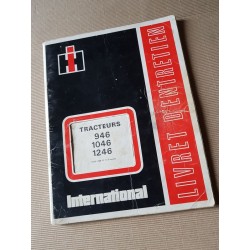 TRACTEURS
946
1046
1246
International
LIVRET D'ENTRETIEN